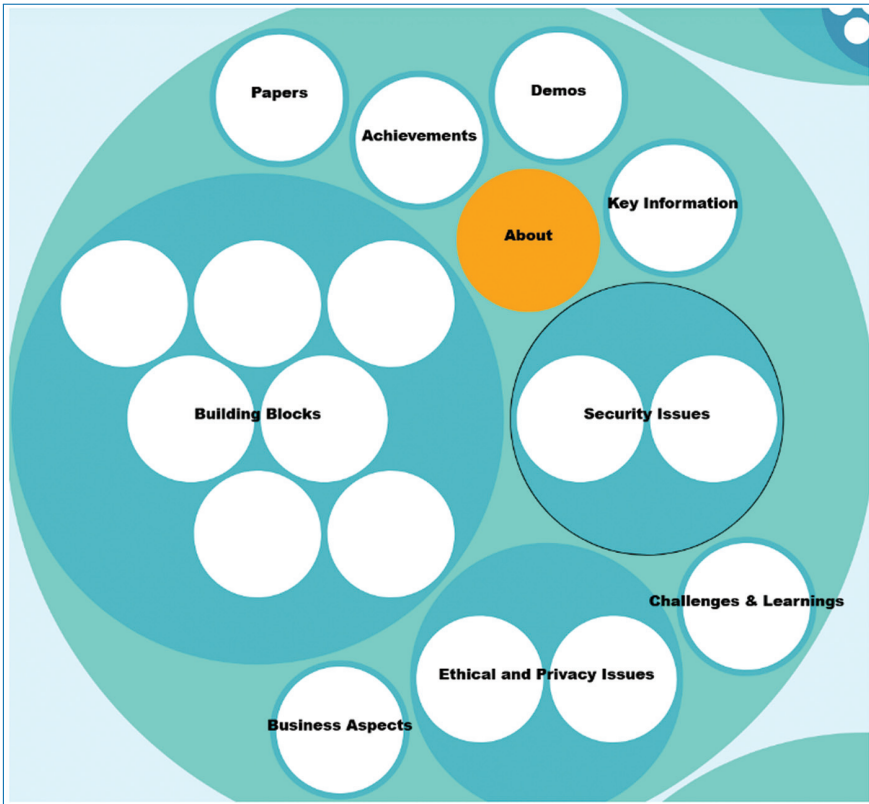 Papers
Demos
Achievements
Key Information
About
Building Blocks
Security Issues
Challenges & Learnings
Ethical and Privacy Issues
Business Aspects